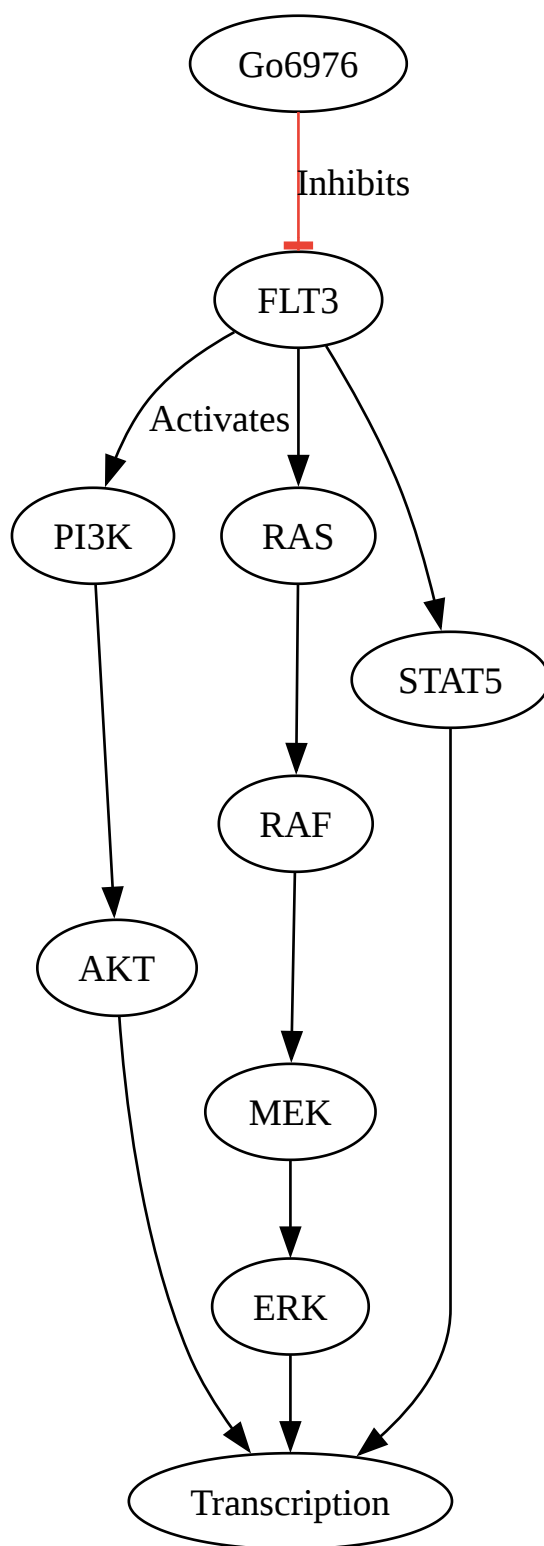 Go6976
Inhibits
FLT3
Activates
PI3K
RAS
STAT5
RAF
AKT
MEK
ERK
Transcription